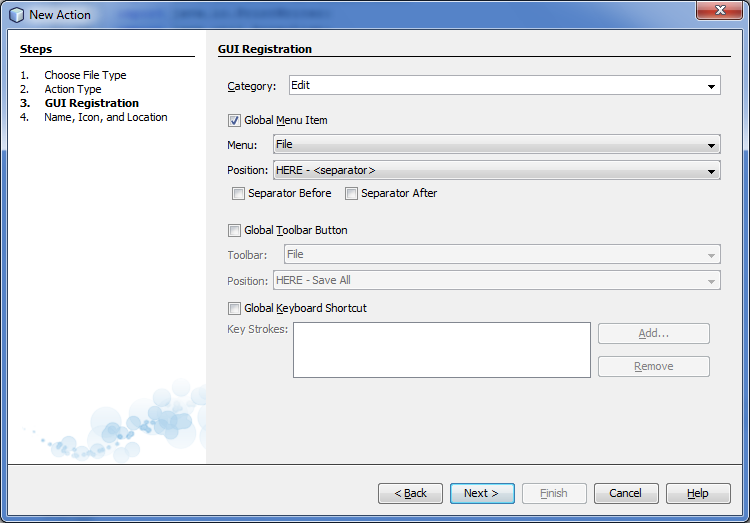 New Action
Steps
1. Choose File Type
2. Action Type
3. GUI Registration
4. Name, Icon, and Location
GUI Registration
Category: Edit
Global Menu Item
Menu: File
Position: HERE - <separator>
Separator Before Separator After
Global Toolbar Button
Toolbar: File
Position: HERE - Save All
Global Keyboard Shortcut
Key Strokes: Add...
Remove
< Back Next > Finish Cancel Help